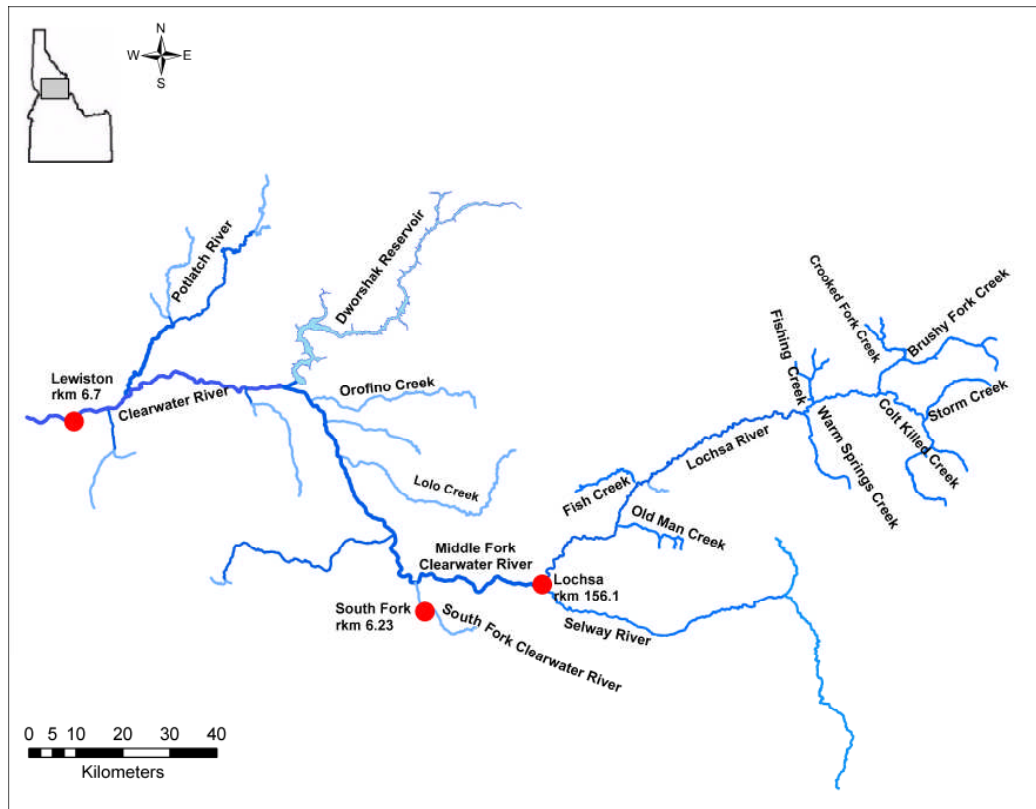 N
W E
S
Potlatch River
Dworshak Reservoir
Lewiston
rkm 6.7
Clearwater River
Orofino Creek
Lolo Creek
Middle Fork
Clearwater River
South Fork
rkm 6.23
South Fork Clearwater River
Lochsa
rkm 156.1
Selway River
Old Man Creek
Fish Creek
Lochsa River
Fishing Creek
Warm Springs Creek
Crooked Fork Creek
Brushy Fork Creek
Storm Creek
Colt Killed Creek
0 5 10 20 30 40
Kilometers